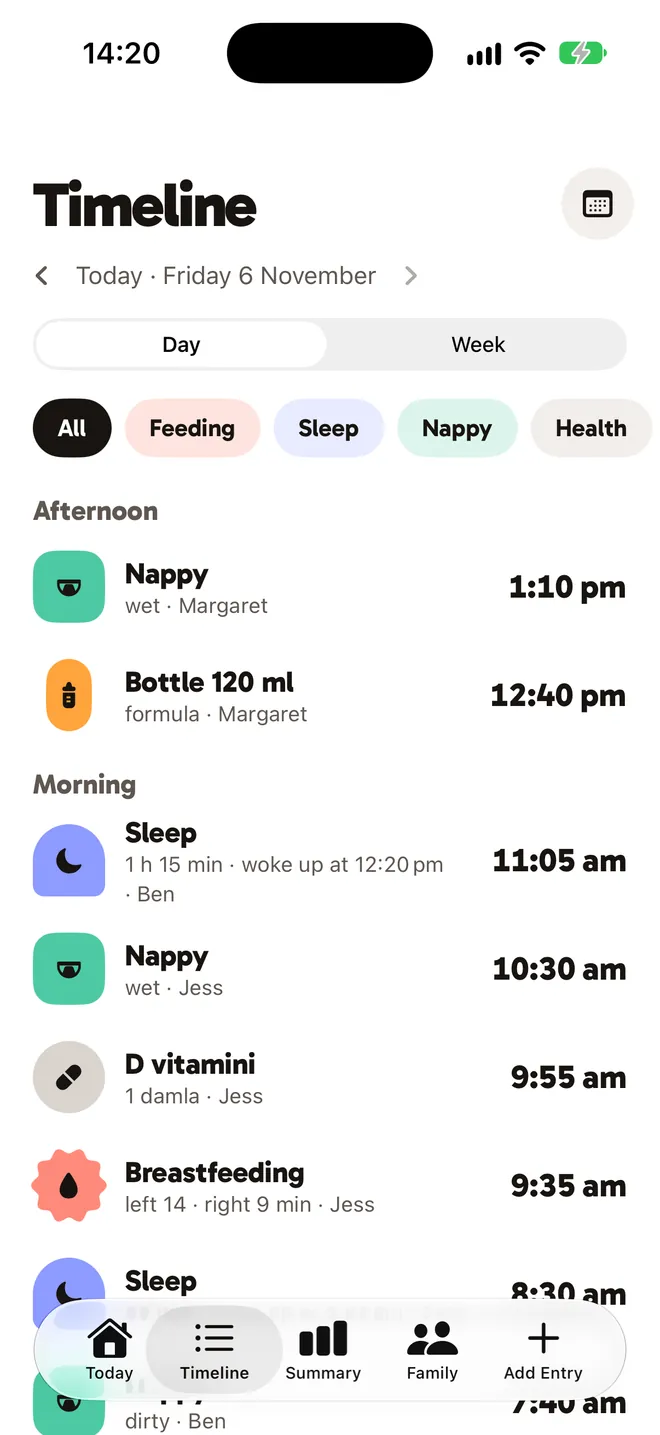 14:20
Timeline
Today · Friday 6 November
Day
Week
All
Feeding
Sleep
Nappy
Health
Afternoon
Nappy
wet · Margaret
1:10 pm
Bottle 120 ml
formula · Margaret
12:40 pm
Morning
Sleep
1 h 15 min · woke up at 12:20 pm
· Ben
11:05 am
Nappy
wet · Jess
10:30 am
D vitamini
1 damla · Jess
9:55 am
Breastfeeding
left 14 · right 9 min · Jess
9:35 am
Sleep
8:30 am
7:40 am
dirty · Ben
Today
Timeline
Summary
Family
Add Entry